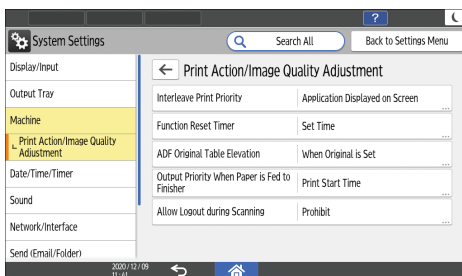 ?
System Settings
Search All
Back to Settings Menu
Display/Input
Output Tray
Machine
Print Action/Image Quality
Adjustment
Date/Time/Timer
Sound
Network/Interface
Send (Email/Folder)
Print Action/Image Quality Adjustment
Interleave Print Priority
Application Displayed on Screen
Function Reset Timer
Set Time
ADF Original Table Elevation
When Original is Set
Output Priority When Paper is Fed to
Finisher
Print Start Time
Allow Logout during Scanning
Prohibit
2020/12/09